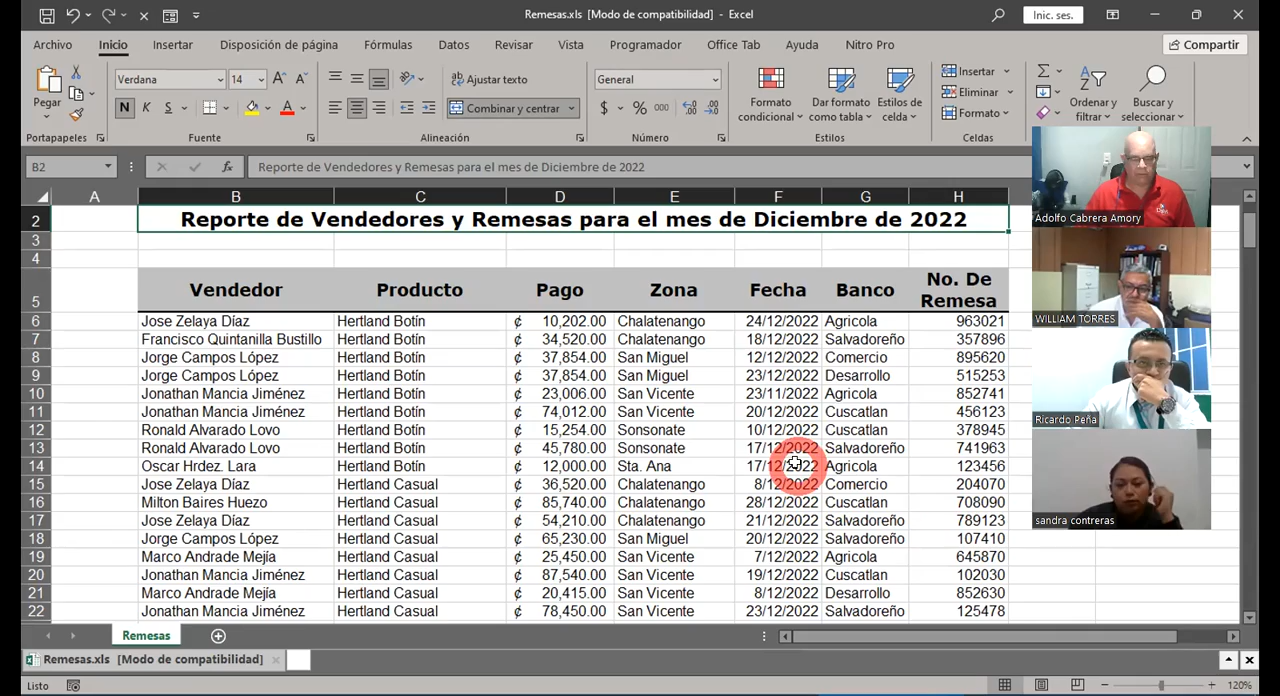 Remesas.xls [Modo de compatibilidad] - Excel
Inic. ses.
Archivo Inicio Insertar Disposición de página Fórmulas Datos Revisar Vista Programador Office Tab Ayuda Nitro Pro Compartir
Pegar
Verdana 14
N K S
Ajustar texto
Combinar y centrar
General
$ % 000
Formato condicional
Dar formato como tabla
Estilos de celda
Insertar
Eliminar
Formato
Ordenar y filtrar
Buscar y seleccionar
Portapapeles Fuente Alineación Número Estilos Celdas
B2 fx Reporte de Vendedores y Remesas para el mes de Diciembre de 2022
A B C D E F G H
2 Reporte de Vendedores y Remesas para el mes de Diciembre de 2022
3
4
5 Vendedor Producto Pago Zona Fecha Banco No. De Remesa
6 Jose Zelaya Díaz Hertland Botín ₡ 10,202.00 Chalatenango 24/12/2022 Agricola 963021
7 Francisco Quintanilla Bustillo Hertland Botín ₡ 34,520.00 Chalatenango 18/12/2022 Salvadoreño 357896
8 Jorge Campos López Hertland Botín ₡ 37,854.00 San Miguel 12/12/2022 Comercio 895620
9 Jorge Campos López Hertland Botín ₡ 37,854.00 San Miguel 23/12/2022 Desarrollo 515253
10 Jonathan Mancia Jiménez Hertland Botín ₡ 23,006.00 San Vicente 23/11/2022 Agricola 852741
11 Jonathan Mancia Jiménez Hertland Botín ₡ 74,012.00 San Vicente 20/12/2022 Cuscatlan 456123
12 Ronald Alvarado Lovo Hertland Botín ₡ 15,254.00 Sonsonate 10/12/2022 Cuscatlan 378945
13 Ronald Alvarado Lovo Hertland Botín ₡ 45,780.00 Sonsonate 17/12/2022 Salvadoreño 741963
14 Oscar Hrdez. Lara Hertland Botín ₡ 12,000.00 Sta. Ana 17/12/2022 Agricola 123456
15 Jose Zelaya Díaz Hertland Casual ₡ 36,520.00 Chalatenango 8/12/2022 Comercio 204070
16 Milton Baires Huezo Hertland Casual ₡ 85,740.00 Chalatenango 28/12/2022 Cuscatlan 708090
17 Jose Zelaya Díaz Hertland Casual ₡ 54,210.00 Chalatenango 21/12/2022 Salvadoreño 789123
18 Jorge Campos López Hertland Casual ₡ 65,230.00 San Miguel 20/12/2022 Salvadoreño 107410
19 Marco Andrade Mejía Hertland Casual ₡ 25,450.00 San Vicente 7/12/2022 Agricola 645870
20 Jonathan Mancia Jiménez Hertland Casual ₡ 87,540.00 San Vicente 19/12/2022 Cuscatlan 102030
21 Marco Andrade Mejía Hertland Casual ₡ 20,415.00 San Vicente 8/12/2022 Desarrollo 852630
22 Jonathan Mancia Jiménez Hertland Casual ₡ 78,450.00 San Vicente 23/12/2022 Salvadoreño 125478
Adolfo Cabrera Amory
WILLIAM TORRES
Ricardo Peña
sandra contreras
Remesas
Remesas.xls [Modo de compatibilidad]
Listo 120%